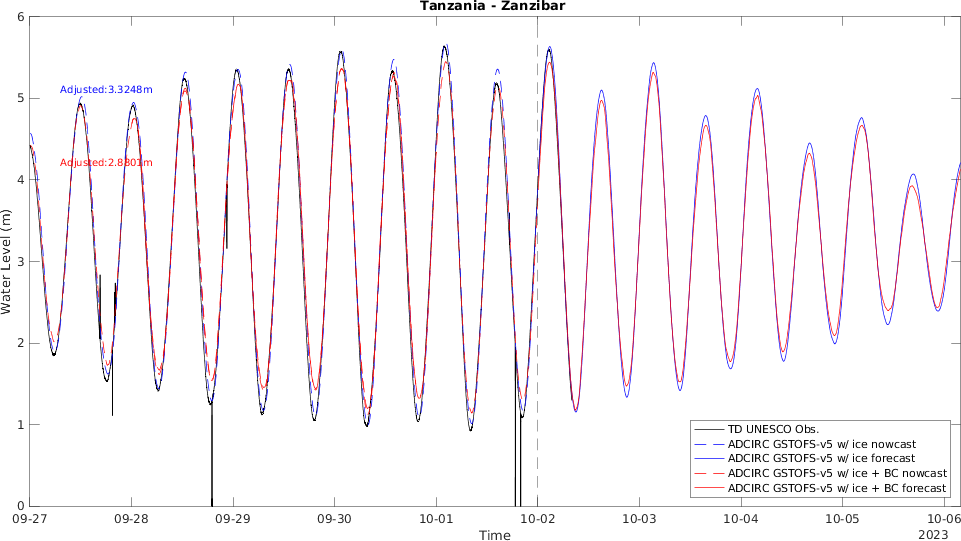 Tanzania - Zanzibar
6
5
4
3
2
1
0
Water Level (m)
Adjusted:3.3248m
Adjusted:2.8801m
TD UNESCO Obs.
ADCIRC GSTOFS-v5 w/ ice nowcast
ADCIRC GSTOFS-v5 w/ ice forecast
ADCIRC GSTOFS-v5 w/ ice + BC nowcast
ADCIRC GSTOFS-v5 w/ ice + BC forecast
09-27 09-28 09-29 09-30 10-01 10-02 10-03 10-04 10-05 10-06
Time
2023